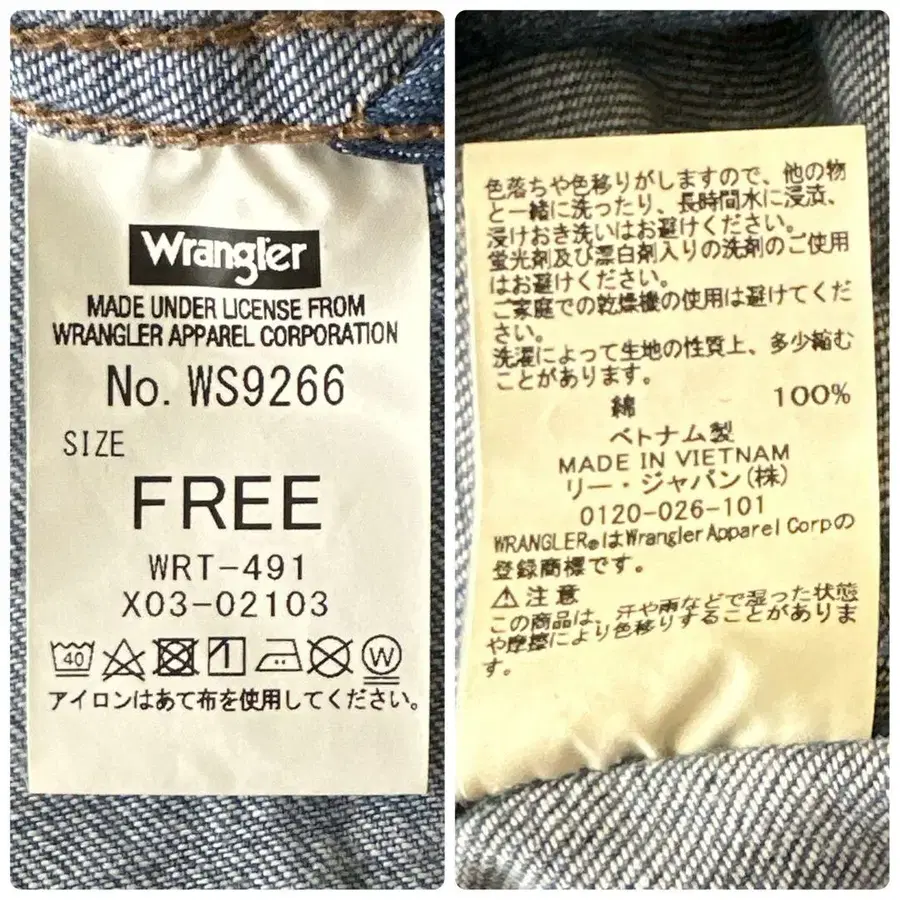 Wrangler
MADE UNDER LICENSE FROM
WRANGLER APPAREL CORPORATION
No. WS9266
SIZE
FREE
WRT-491
X03-02103
40
W
アイロンはあて布を使用してください。
色落ちや色移りがしますので、他の物
と一緒に洗ったり、長時間水に浸漬、
浸けおき洗いはお避けください。
蛍光剤及び漂白剤入りの洗剤のご使用
はお避けください。
ご家庭での乾燥機の使用は避けてくだ
さい。
洗濯によって生地の性質上、多少縮む
ことがあります。
綿 100%
ベトナム製
MADE IN VIETNAM
リー・ジャパン(株)
0120-026-101
WRANGLER®はWrangler Apparel Corpの
登録商標です。
⚠注意
この商品は、汗や雨などで湿った状態
や摩擦により色移りすることがありま
す。